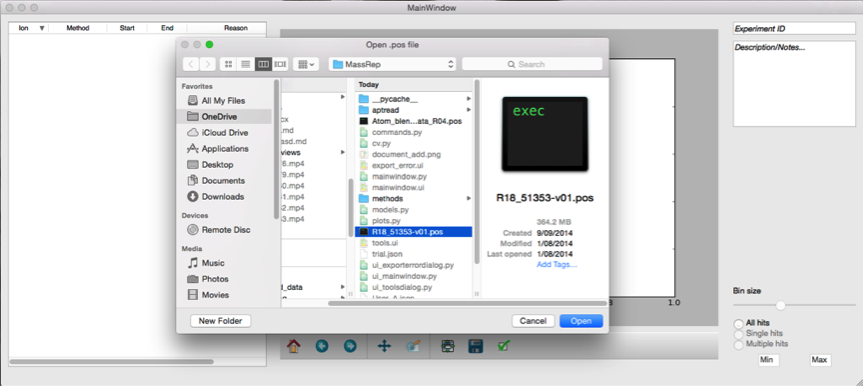 MainWindow
Ion Method Start End Reason
Open .pos file
MassRep
Search
Favorites
All My Files
OneDrive
iCloud Drive
Applications
Desktop
Documents
Downloads
Devices
Remote Disc
Media
Music
Photos
Movies
cx
.md
asd.md
views
6.mp4
9.mp4
0.mp4
1.mp4
2.mp4
3.mp4
l_data
Today
__pycache__
aptread
Atom_blen...ata_R04.pos
commands.py
cv.py
document_add.png
export_error.ui
mainwindow.py
mainwindow.ui
methods
models.py
plots.py
R18_51353-v01.pos
tools.ui
trial.json
ui_exporterrordialog.py
ui_mainwindow.py
ui_toolsdialog.py
User_A.json
exec
R18_51353-v01.pos
364.2 MB
Created 9/09/2014
Modified 1/08/2014
Last opened 1/08/2014
Add Tags...
New Folder
Cancel
Open
1.0
Experiment ID
Description/Notes...
Bin size
All hits
Single hits
Multiple hits
Min
Max